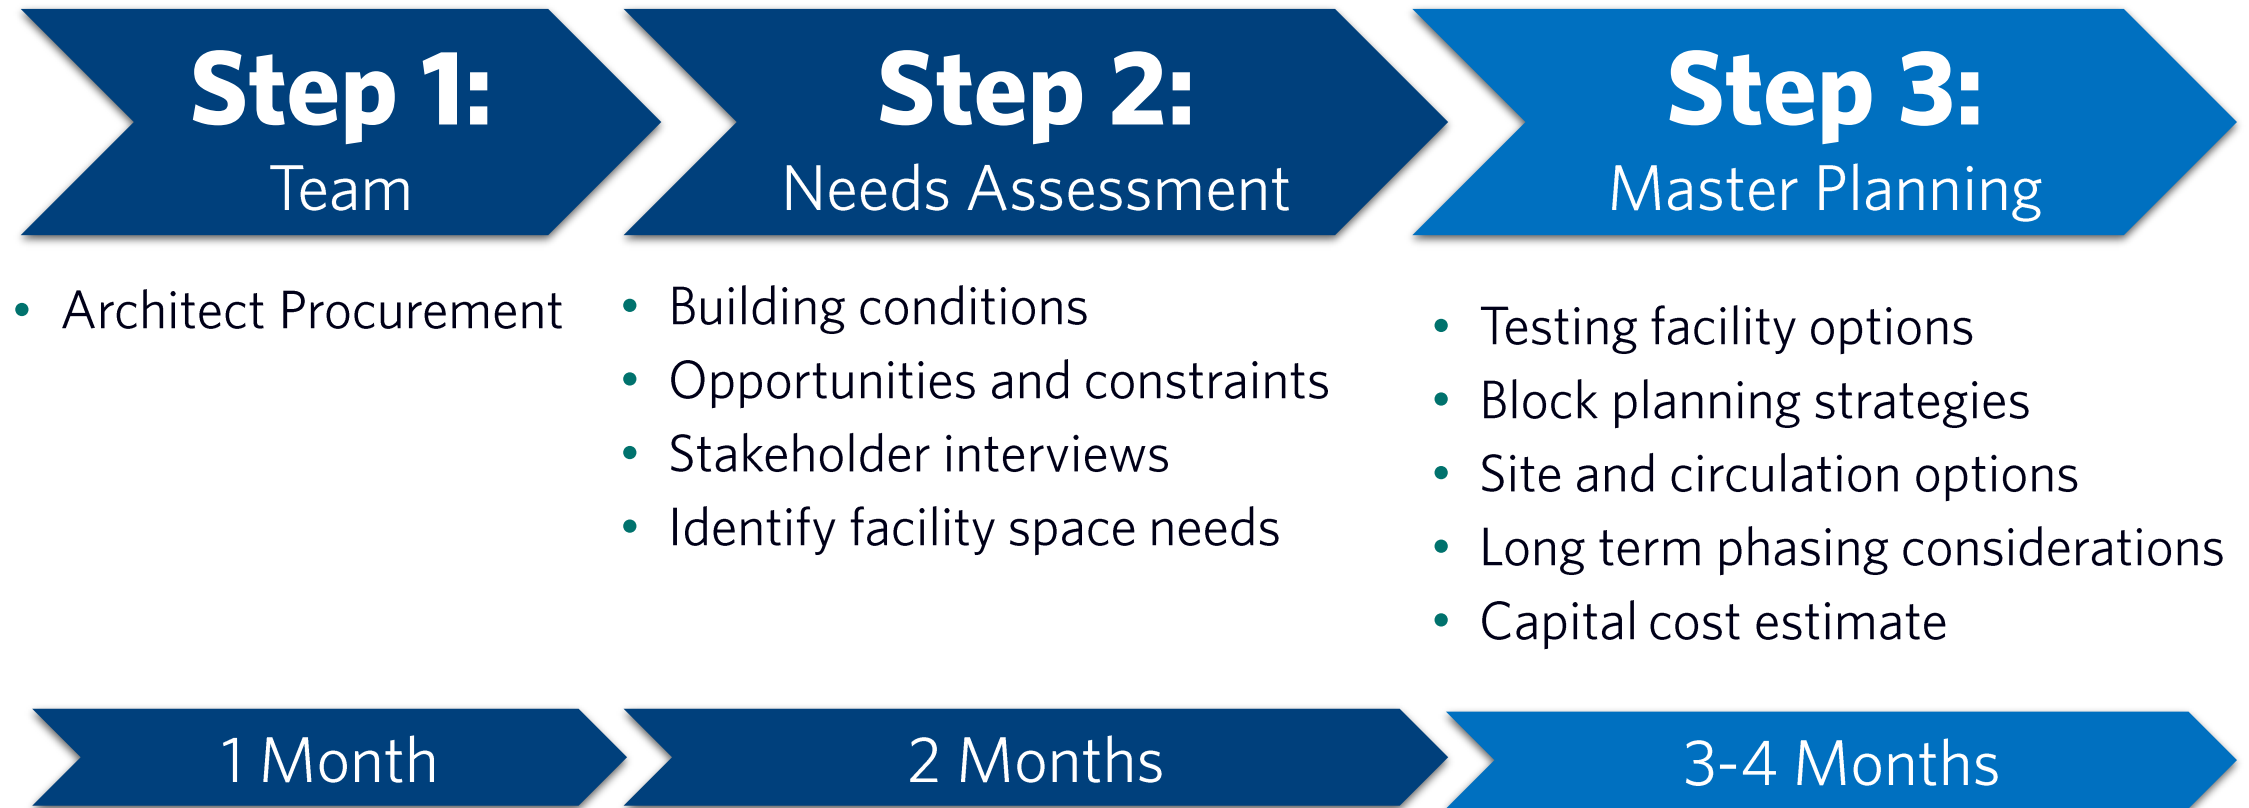 Step 1:
Team
• Architect Procurement
1 Month
Step 2:
Needs Assessment
• Building conditions
• Opportunities and constraints
• Stakeholder interviews
• Identify facility space needs
2 Months
Step 3:
Master Planning
• Testing facility options
• Block planning strategies
• Site and circulation options
• Long term phasing considerations
• Capital cost estimate
3-4 Months